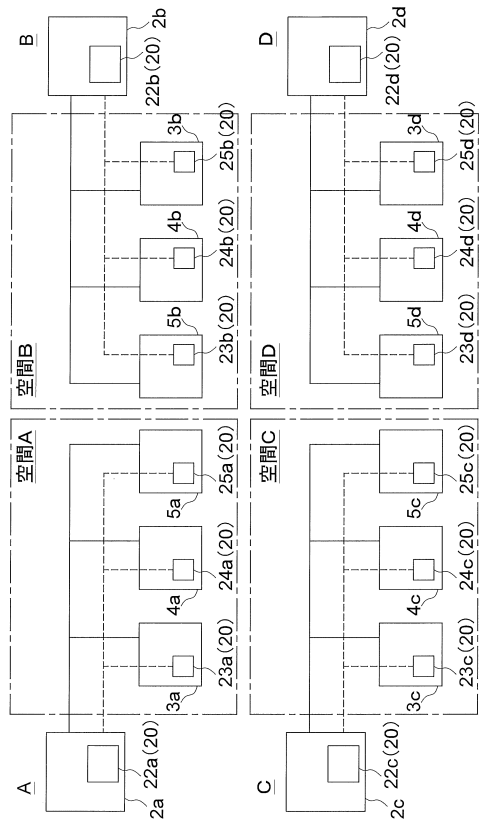 A
2a
22a(20)
空間A
3a
23a(20)
4a
24a(20)
5a
25a(20)
空間B
5b
23b(20)
4b
24b(20)
3b
25b(20)
B
2b
22b(20)
C
2c
22c(20)
空間C
3c
23c(20)
4c
24c(20)
5c
25c(20)
空間D
5d
23d(20)
4d
24d(20)
3d
25d(20)
D
2d
22d(20)